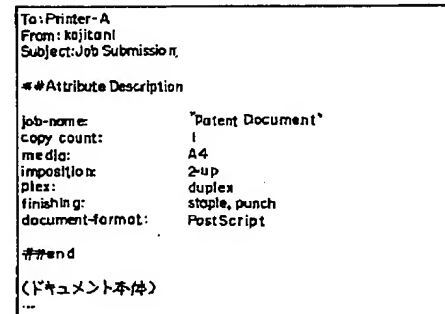 To:Printer-A
From: kajitani
Subject:Job Submission
##Attribute Description
job-name: "Patent Document"
copy count: 1
media: A4
imposition: 2-up
plex: duplex
finishing: staple, punch
document-format: PostScript
##end
(ドキュメント本体)
...